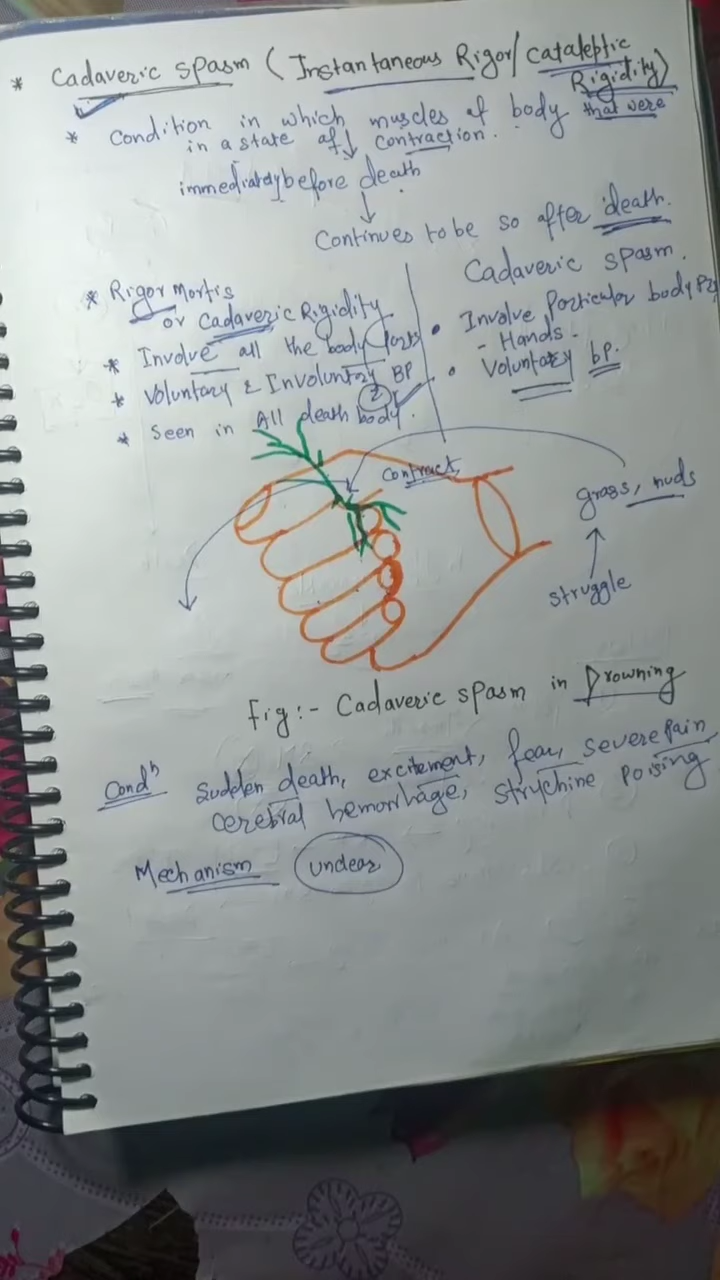 * Cadaveric spasm (Instantaneous Rigor/Cataleptic Rigidity)
* Condition in which muscles of body that were
in a state of contraction.
immediately before death
Continues to be so after death.
* Rigor Mortis
or Cadaveric Rigidity
* Involve all the body parts
* Voluntary & Involuntary BP
* Seen in All death body.
2
Cadaveric spasm.
• Involve Particular body P
- Hands -
• Voluntary bP.
Contract
grass, muds
struggle
Fig:- Cadaveric spasm in Drowning
Condn Sudden death, excitement, fear, severe pain
cerebral hemorrhage, strychine poising
Mechanism unclear